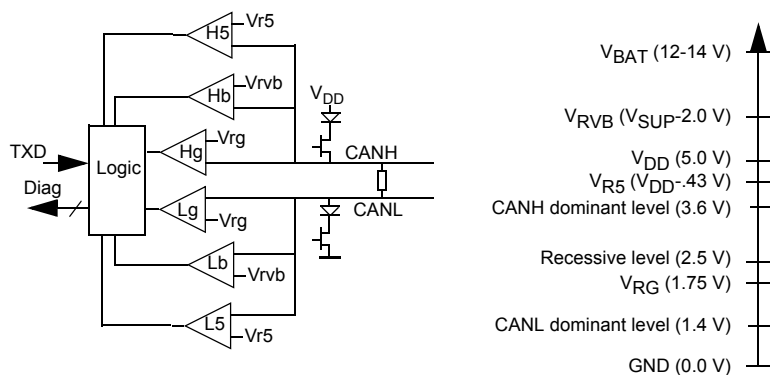 H5
Vr5
Hb
Vrvb
VDD
TXD
Logic
Hg
Vrg
CANH
Diag
Lg
Vrg
CANL
Lb
Vrvb
L5
Vr5
VBAT (12-14 V)
VRVB (VSUP-2.0 V)
VDD (5.0 V)
VR5 (VDD-.43 V)
CANH dominant level (3.6 V)
Recessive level (2.5 V)
VRG (1.75 V)
CANL dominant level (1.4 V)
GND (0.0 V)